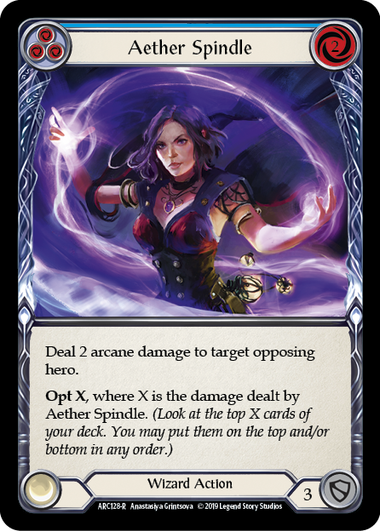 Aether Spindle
2
Deal 2 arcane damage to target opposing
hero.
Opt X, where X is the damage dealt by
Aether Spindle. (Look at the top X cards of
your deck. You may put them on the top and/or
bottom in any order.)
Wizard Action
3
ARC128-R Anastasiya Grintsova © 2019 Legend Story Studios